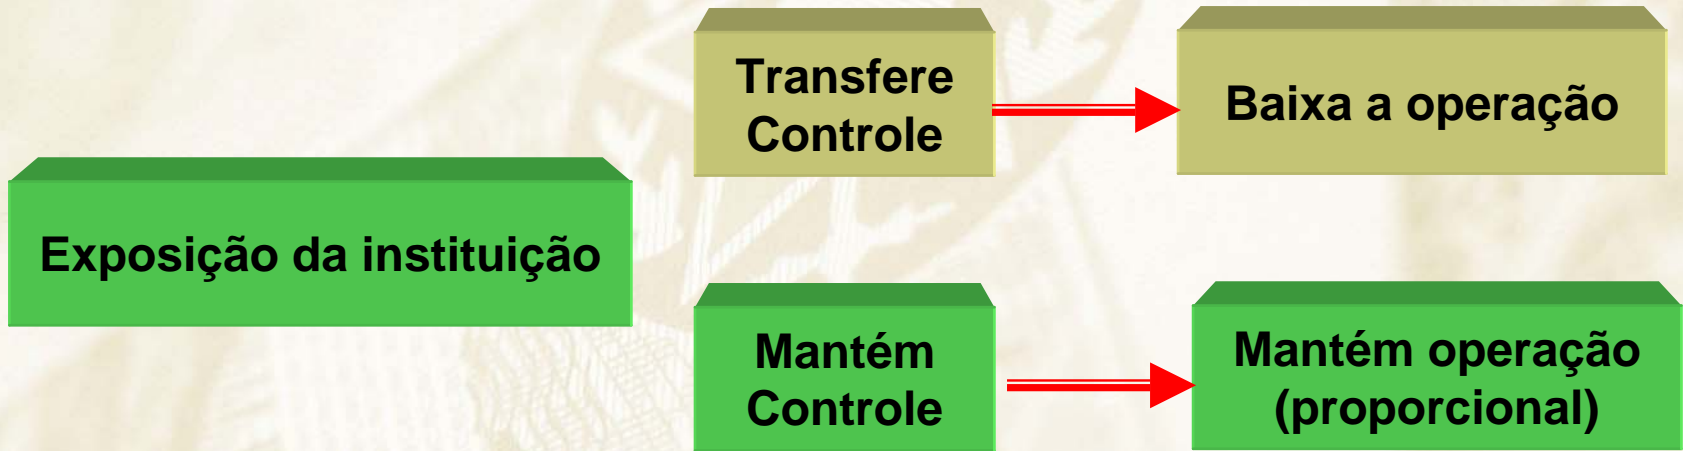 Transfere
Controle
Baixa a operação
Exposição da instituição
Mantém
Controle
Mantém operação
(proporcional)